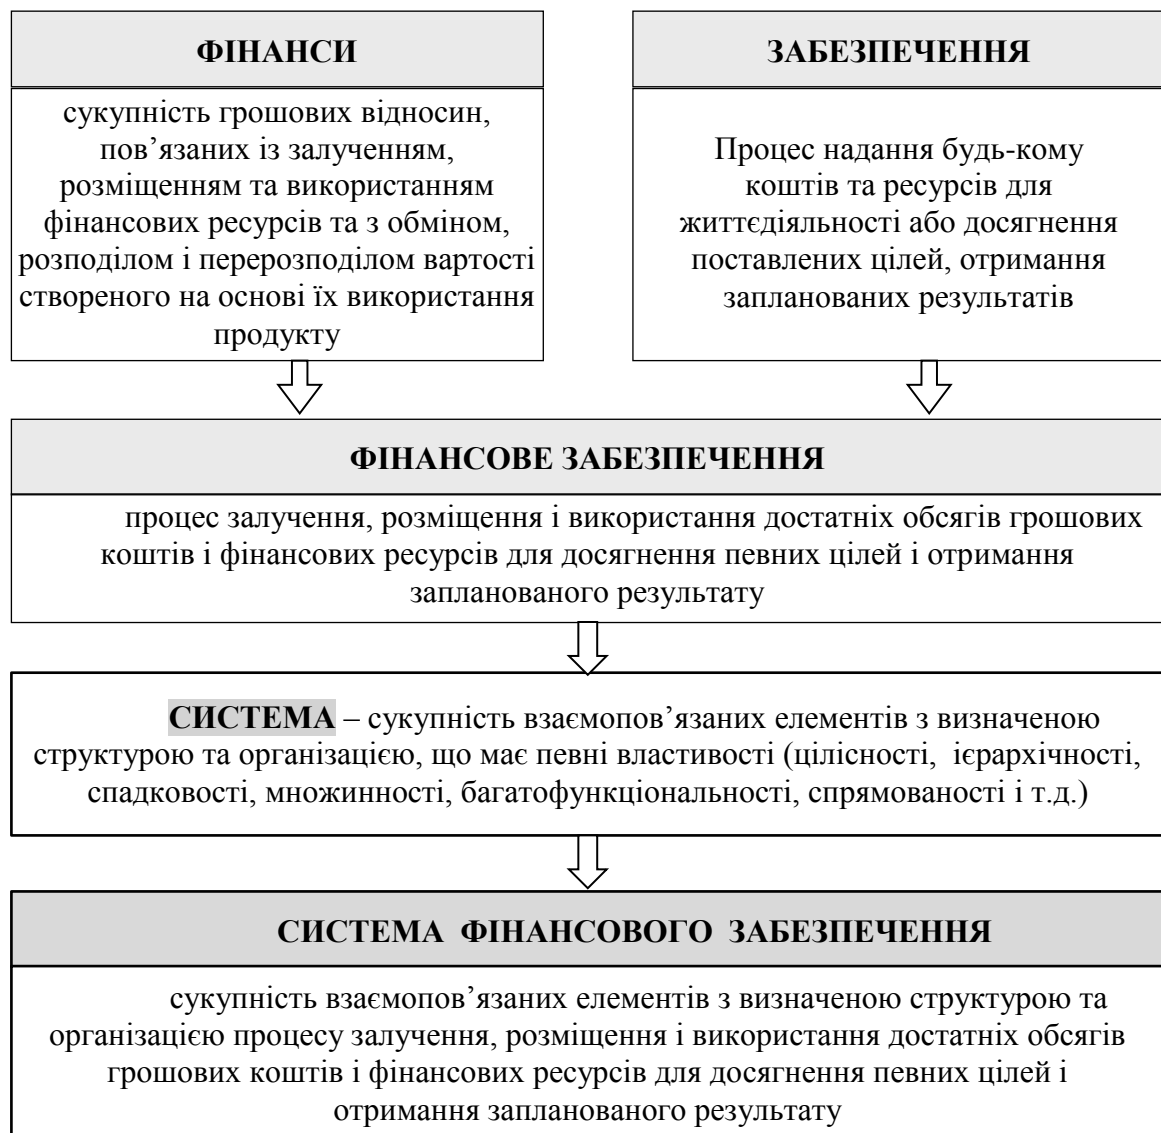 ФІНАНСИ
сукупність грошових відносин,
пов’язаних із залученням,
розміщенням та використанням
фінансових ресурсів та з обміном,
розподілом і перерозподілом вартості
створеного на основі їх використання
продукту
ЗАБЕЗПЕЧЕННЯ
Процес надання будь-кому
коштів та ресурсів для
життєдіяльності або досягнення
поставлених цілей, отримання
запланованих результатів
ФІНАНСОВЕ ЗАБЕЗПЕЧЕННЯ
процес залучення, розміщення і використання достатніх обсягів грошових
коштів і фінансових ресурсів для досягнення певних цілей і отримання
запланованого результату
СИСТЕМА – сукупність взаємопов’язаних елементів з визначеною
структурою та організацією, що має певні властивості (цілісності, ієрархічності,
спадковості, множинності, багатофункціональності, спрямованості і т.д.)
СИСТЕМА ФІНАНСОВОГО ЗАБЕЗПЕЧЕННЯ
сукупність взаємопов’язаних елементів з визначеною структурою та
організацією процесу залучення, розміщення і використання достатніх обсягів
грошових коштів і фінансових ресурсів для досягнення певних цілей і
отримання запланованого результату